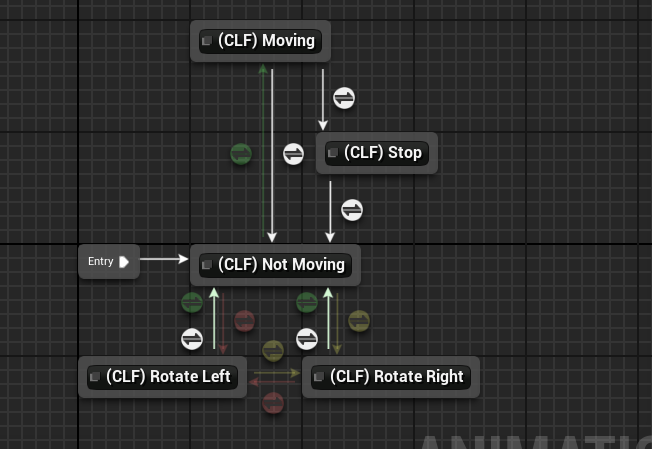 (CLF) Moving
(CLF) Stop
Entry
(CLF) Not Moving
(CLF) Rotate Left
(CLF) Rotate Right